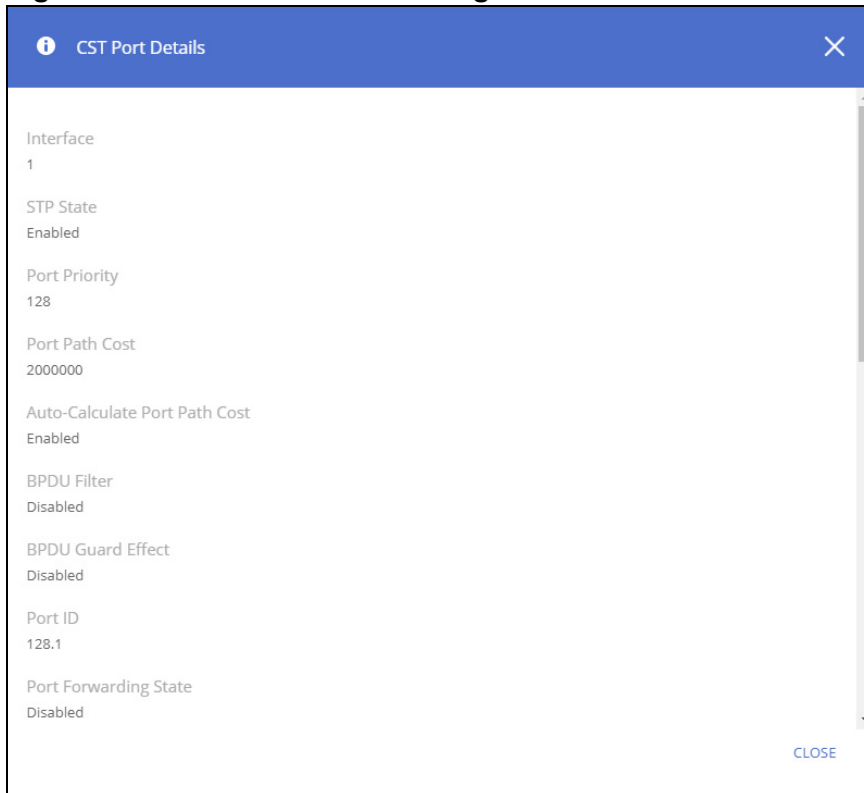 CST Port Details
Interface
1
STP State
Enabled
Port Priority
128
Port Path Cost
2000000
Auto-Calculate Port Path Cost
Enabled
BPDU Filter
Disabled
BPDU Guard Effect
Disabled
Port ID
128.1
Port Forwarding State
Disabled
CLOSE